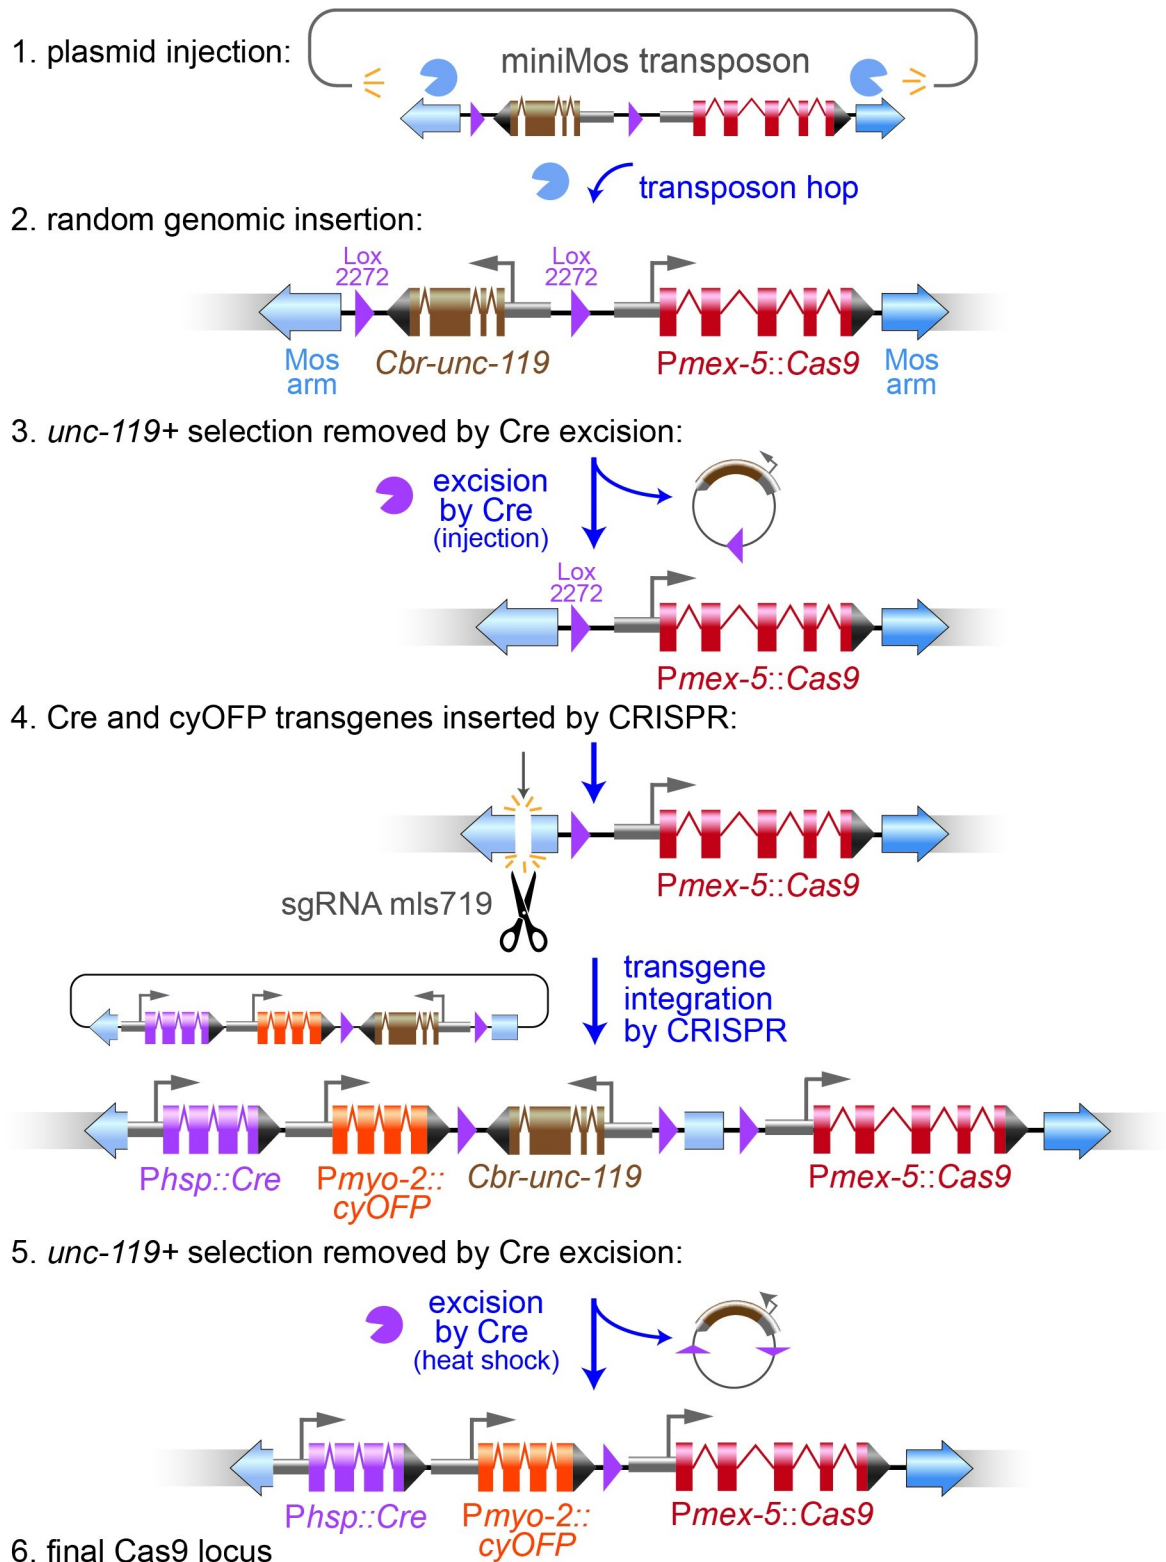 1. plasmid injection:
miniMos transposon
transposon hop
2. random genomic insertion:
Lox
2272
Lox
2272
Mos
arm
Cbr-unc-119
Pmex-5::Cas9
Mos
arm
3. unc-119+ selection removed by Cre excision:
excision
by Cre
(injection)
Lox
2272
Pmex-5::Cas9
4. Cre and cyOFP transgenes inserted by CRISPR:
Pmex-5::Cas9
sgRNA mls719
transgene
integration
by CRISPR
Phsp::Cre
Pmyo-2::
cyOFP
Cbr-unc-119
Pmex-5::Cas9
5. unc-119+ selection removed by Cre excision:
excision
by Cre
(heat shock)
Phsp::Cre
Pmyo-2::
cyOFP
Pmex-5::Cas9
6. final Cas9 locus